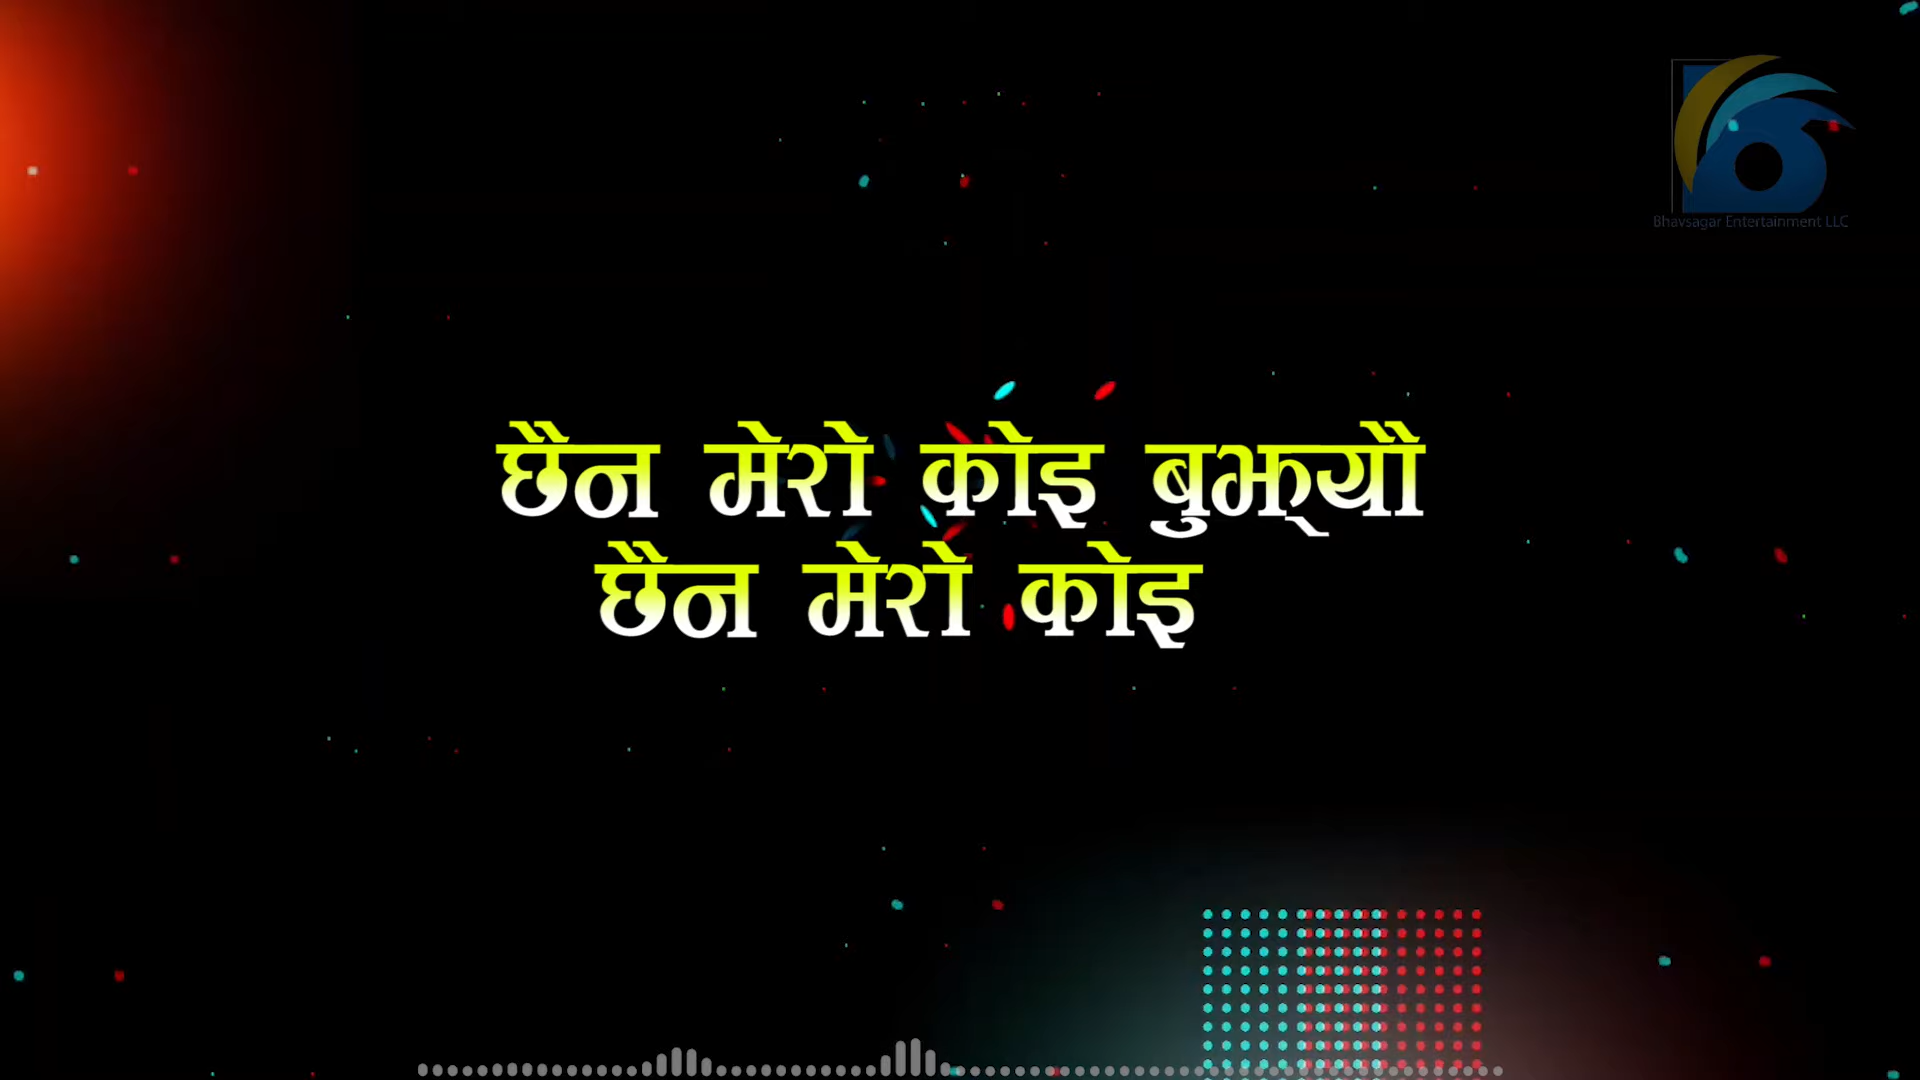 Bhavsagar Entertainment LLC
छैन मेरो कोइ बुझ्यौ
छैन मेरो कोइ